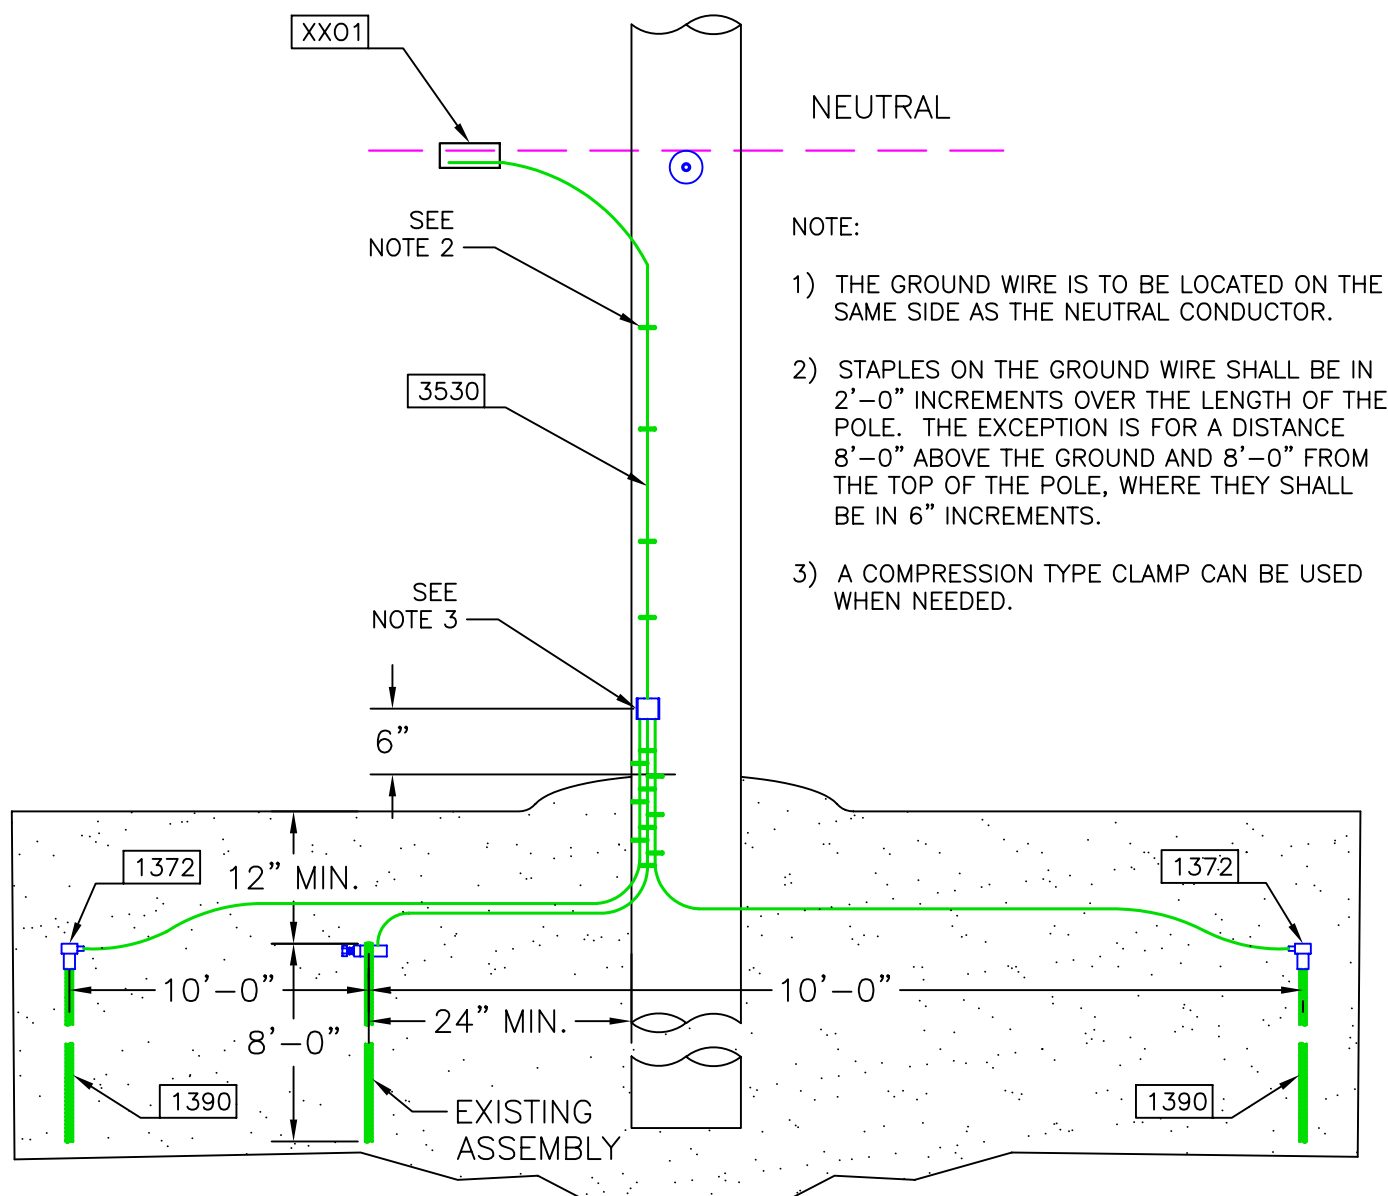 XX01
NEUTRAL
SEE
NOTE 2
NOTE:
1) THE GROUND WIRE IS TO BE LOCATED ON THE
SAME SIDE AS THE NEUTRAL CONDUCTOR.
2) STAPLES ON THE GROUND WIRE SHALL BE IN
2'-0" INCREMENTS OVER THE LENGTH OF THE
POLE. THE EXCEPTION IS FOR A DISTANCE
8'-0" ABOVE THE GROUND AND 8'-0" FROM
THE TOP OF THE POLE, WHERE THEY SHALL
BE IN 6" INCREMENTS.
3) A COMPRESSION TYPE CLAMP CAN BE USED
WHEN NEEDED.
3530
SEE
NOTE 3
6"
1372
12" MIN.
1372
10'-0"
10'-0"
24" MIN.
8'-0"
1390
EXISTING
ASSEMBLY
1390